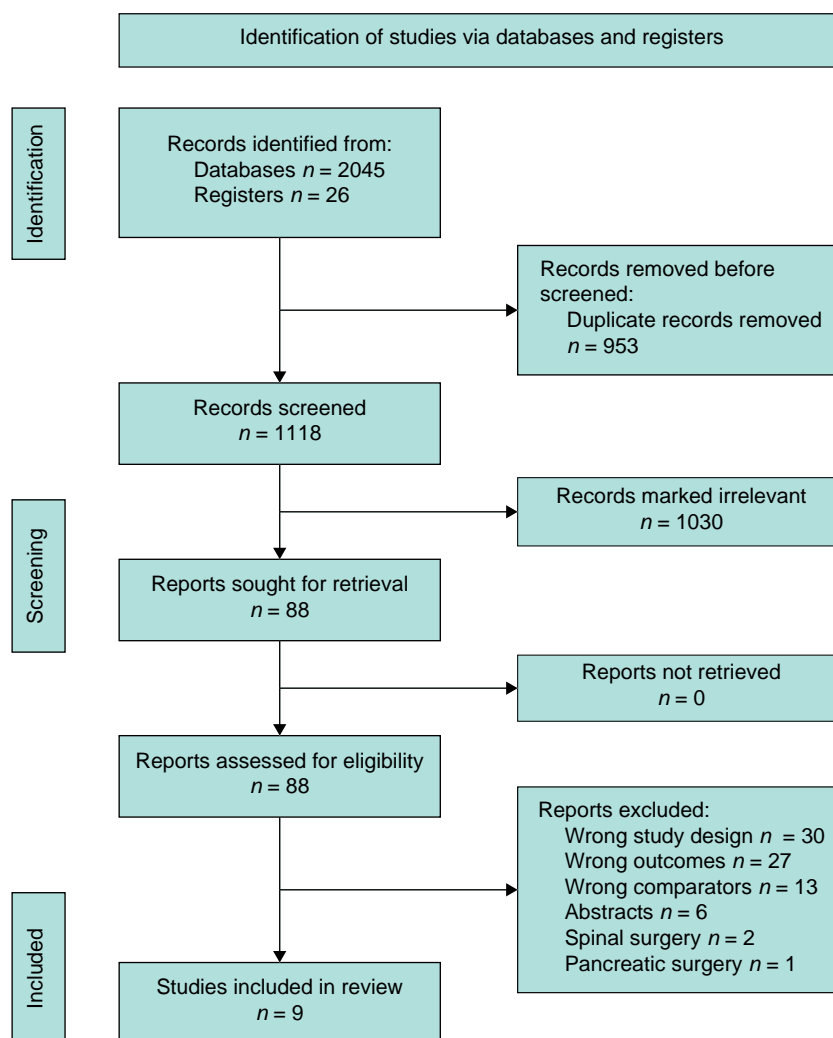 Identification of studies via databases and registers
Identification
Records identified from:
Databases n = 2045
Registers n = 26
Records removed before
screened:
Duplicate records removed
n = 953
Records screened
n = 1118
Records marked irrelevant
n = 1030
Screening
Reports sought for retrieval
n = 88
Reports not retrieved
n = 0
Reports assessed for eligibility
n = 88
Reports excluded:
Wrong study design n = 30
Wrong outcomes n = 27
Wrong comparators n = 13
Abstracts n = 6
Spinal surgery n = 2
Pancreatic surgery n = 1
Included
Studies included in review
n = 9